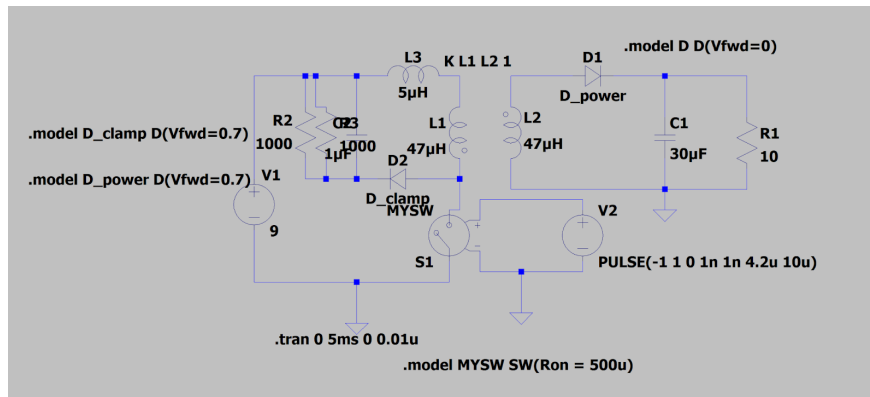 L3
K L1 L2 1
5µH
D1
.model D D(Vfwd=0)
D_power
R2
1000
1µF
1000
L1
47µH
L2
47µH
C1
30µF
R1
10
.model D_clamp D(Vfwd=0.7)
.model D_power D(Vfwd=0.7)
D2
D_clamp
MYSW
V1
9
S1
V2
PULSE(-1 1 0 1n 1n 4.2u 10u)
.tran 0 5ms 0 0.01u
.model MYSW SW(Ron = 500u)